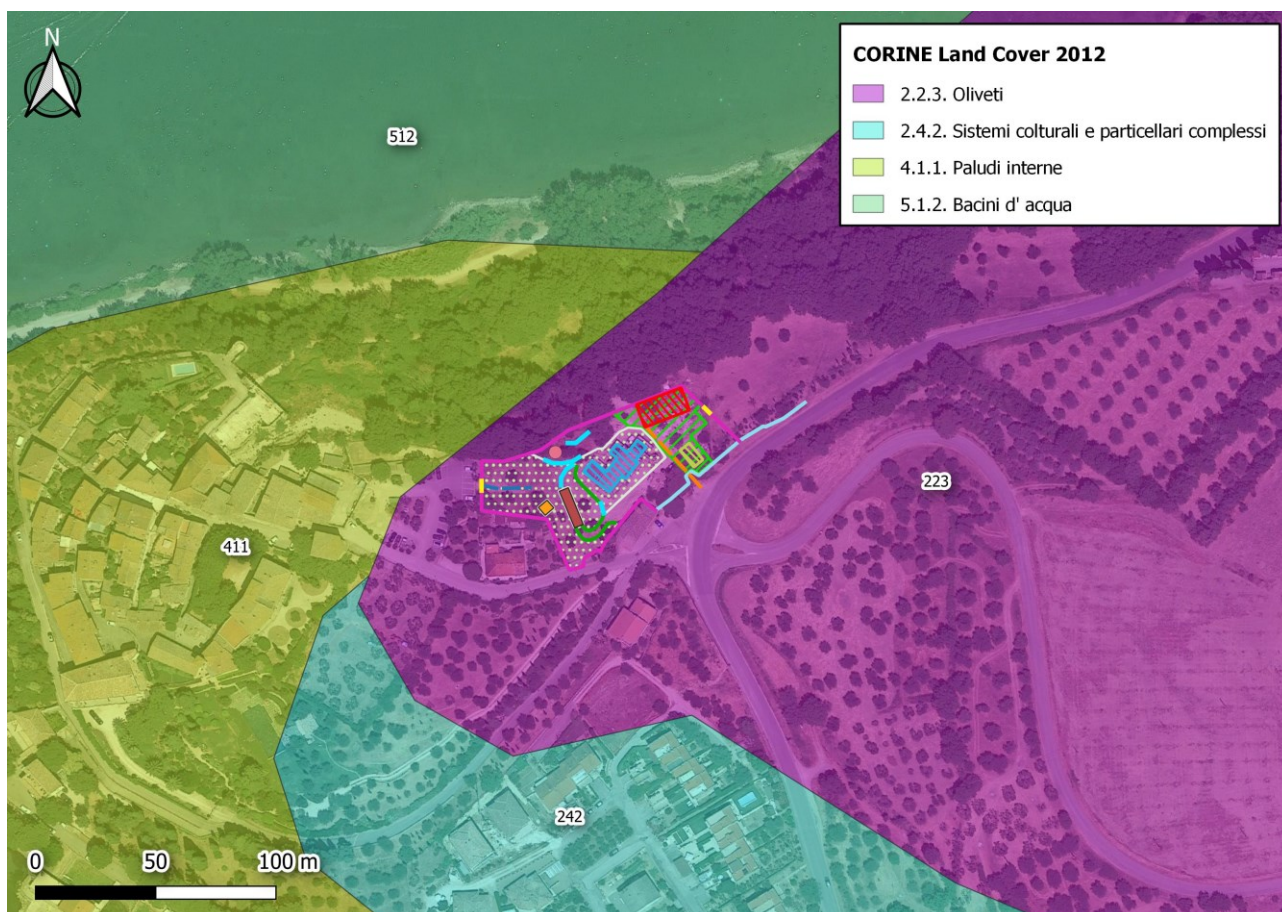 N
CORINE Land Cover 2012
2.2.3. Oliveti
2.4.2. Sistemi colturali e particellari complessi
4.1.1. Paludi interne
5.1.2. Bacini d' acqua
512
223
411
242
0 50 100 m